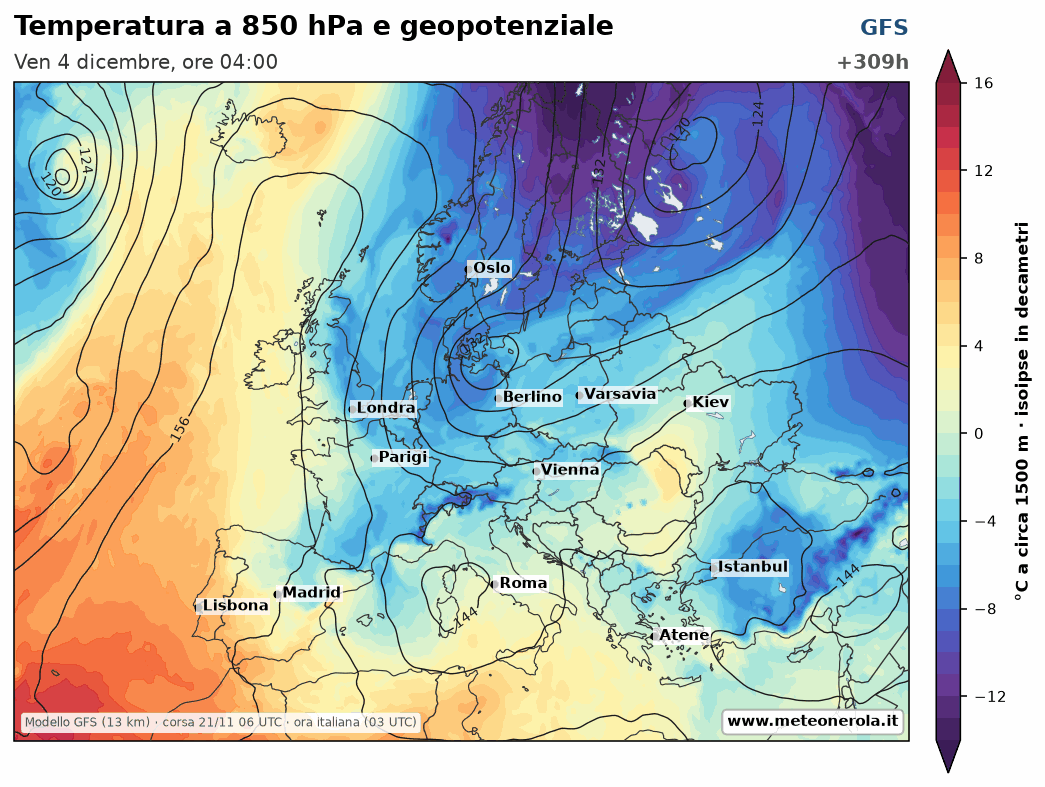 Temperatura a 850 hPa e geopotenziale
GFS
Ven 4 dicembre, ore 04:00
+309h
16
12
8
4
0
−4
−8
−12
°C a circa 1500 m · isoipse in decametri
124
120
124
120
132
132
156
144
144
Oslo
Londra
Berlino
Varsavia
Kiev
Parigi
Vienna
Istanbul
Roma
Madrid
Lisbona
Atene
Modello GFS (13 km) · corsa 21/11 06 UTC · ora italiana (03 UTC)
www.meteonerola.it